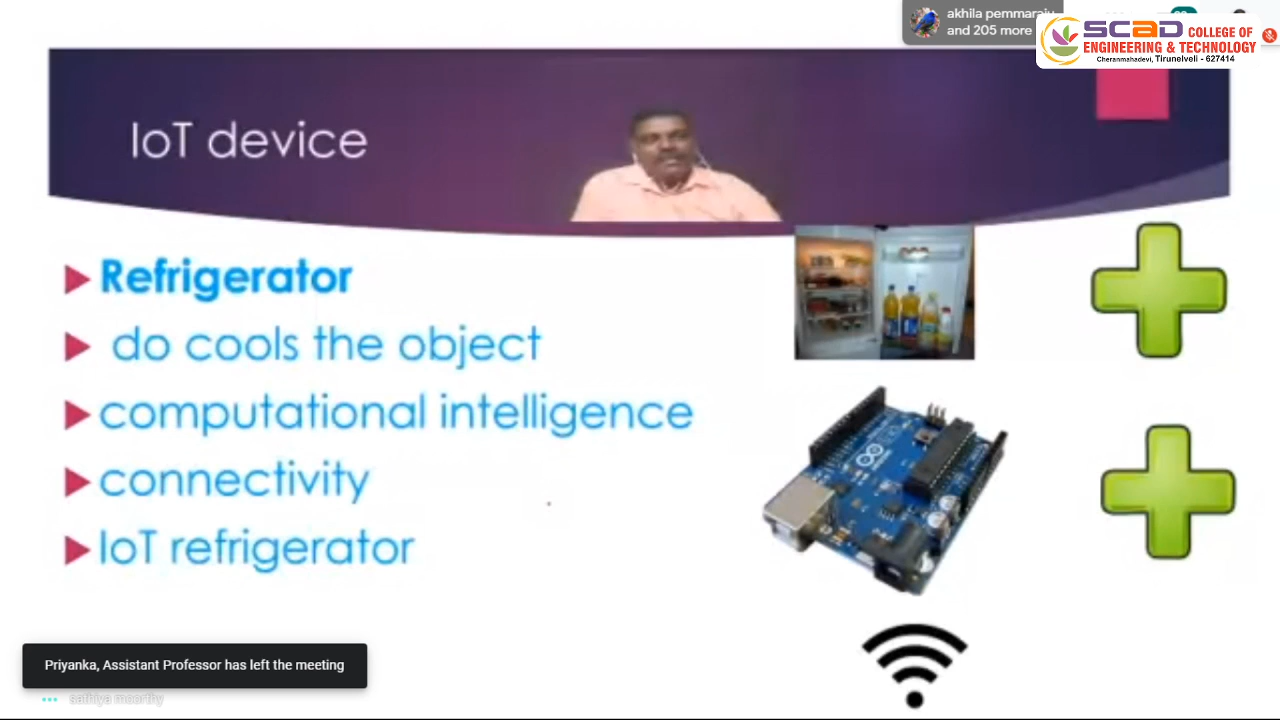 akhila pemmaraju
and 205 more
SCAD COLLEGE OF
ENGINEERING & TECHNOLOGY
Cheranmahadevi, Tirunelveli - 627414
IoT device
Refrigerator
do cools the object
computational intelligence
connectivity
IoT refrigerator
Priyanka, Assistant Professor has left the meeting
sathiya moorthy